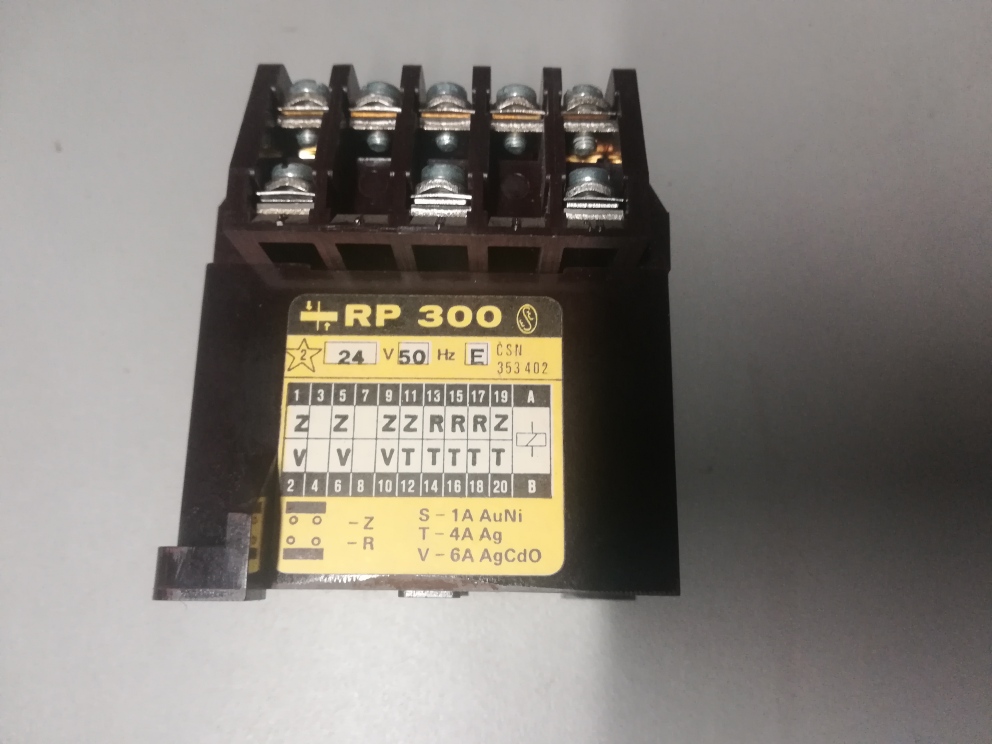 RP 300
2 24 V 50 Hz E ČSN
353 402
1 3 5 7 9 11 13 15 17 19 A
Z Z Z Z R R R Z
V V V T T T T T
2 4 6 8 10 12 14 16 18 20 B
-Z S - 1A AuNi
-R T - 4A Ag
V - 6A AgCdO